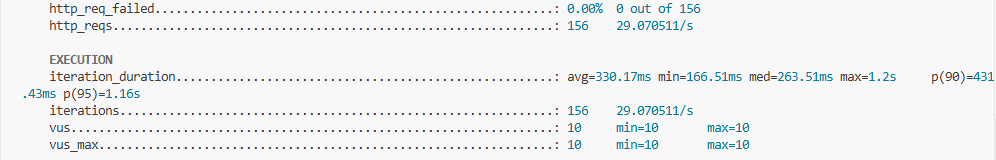 http_req_failed.........................................................: 0.00%  0 out of 156
http_reqs...............................................................: 156    29.070511/s
EXECUTION
iteration_duration......................................................: avg=330.17ms min=166.51ms med=263.51ms max=1.2s     p(90)=431
.43ms p(95)=1.16s
iterations..............................................................: 156    29.070511/s
vus.....................................................................: 10     min=10       max=10
vus_max.................................................................: 10     min=10       max=10